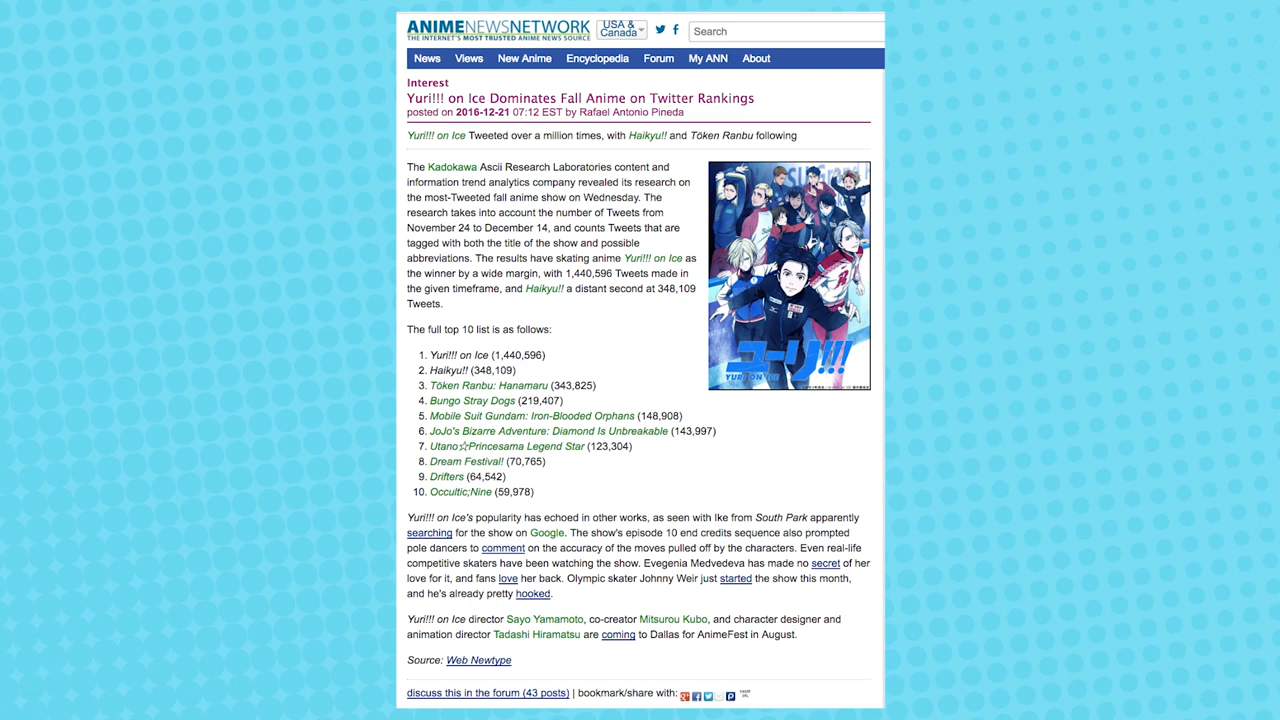 ANIMENEWSNETWORK
THE INTERNET'S MOST TRUSTED ANIME NEWS SOURCE
USA &
Canada
Search
News Views New Anime Encyclopedia Forum My ANN About
Interest
Yuri!!! on Ice Dominates Fall Anime on Twitter Rankings
posted on 2016-12-21 07:12 EST by Rafael Antonio Pineda
Yuri!!! on Ice Tweeted over a million times, with Haikyu!! and Tōken Ranbu following
The Kadokawa Ascii Research Laboratories content and
information trend analytics company revealed its research on
the most-Tweeted fall anime show on Wednesday. The
research takes into account the number of Tweets from
November 24 to December 14, and counts Tweets that are
tagged with both the title of the show and possible
abbreviations. The results have skating anime Yuri!!! on Ice as
the winner by a wide margin, with 1,440,596 Tweets made in
the given timeframe, and Haikyu!! a distant second at 348,109
Tweets.
ユーリ!!!
YURI ON ICE
The full top 10 list is as follows:
1. Yuri!!! on Ice (1,440,596)
2. Haikyu!! (348,109)
3. Tōken Ranbu: Hanamaru (343,825)
4. Bungo Stray Dogs (219,407)
5. Mobile Suit Gundam: Iron-Blooded Orphans (148,908)
6. JoJo's Bizarre Adventure: Diamond Is Unbreakable (143,997)
7. Utano☆Princesama Legend Star (123,304)
8. Dream Festival! (70,765)
9. Drifters (64,542)
10. Occultic;Nine (59,978)
Yuri!!! on Ice's popularity has echoed in other works, as seen with Ike from South Park apparently
searching for the show on Google. The show's episode 10 end credits sequence also prompted
pole dancers to comment on the accuracy of the moves pulled off by the characters. Even real-life
competitive skaters have been watching the show. Evegenia Medvedeva has made no secret of her
love for it, and fans love her back. Olympic skater Johnny Weir just started the show this month,
and he's already pretty hooked.
Yuri!!! on Ice director Sayo Yamamoto, co-creator Mitsurou Kubo, and character designer and
animation director Tadashi Hiramatsu are coming to Dallas for AnimeFest in August.
Source: Web Newtype
discuss this in the forum (43 posts) | bookmark/share with: